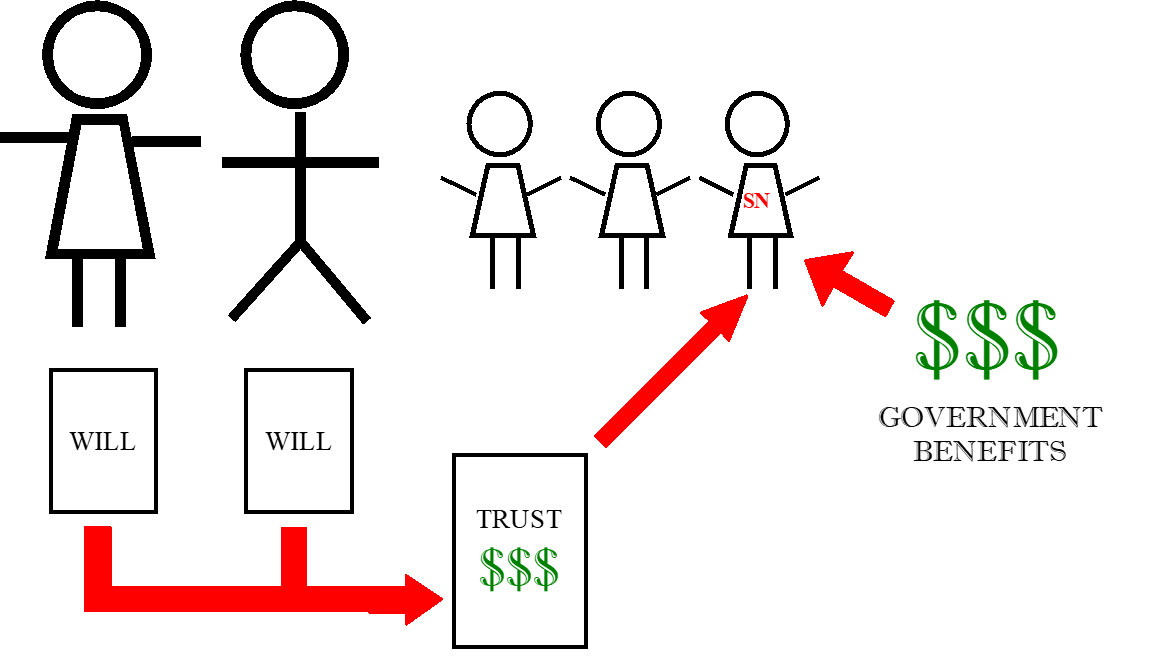 SN
$$$
GOVERNMENT
BENEFITS
WILL
WILL
TRUST
$$$